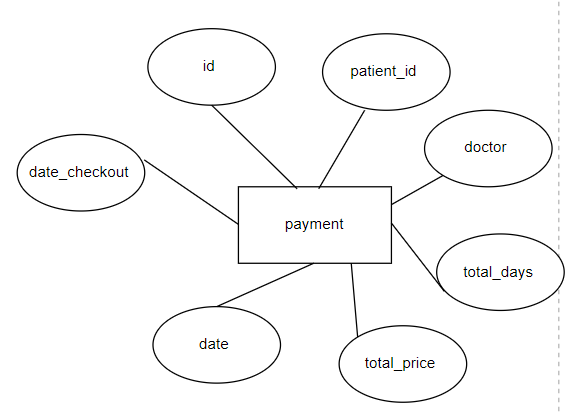 id
patient_id
doctor
date_checkout
payment
total_days
date
total_price